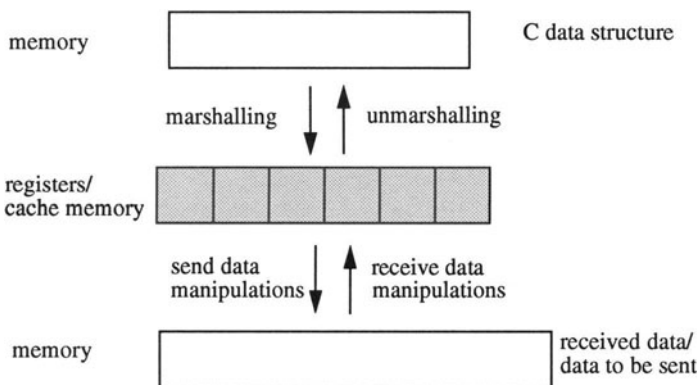 memory
C data structure
marshalling
unmarshalling
registers/
cache memory
send data
manipulations
receive data
manipulations
memory
received data/
data to be sent